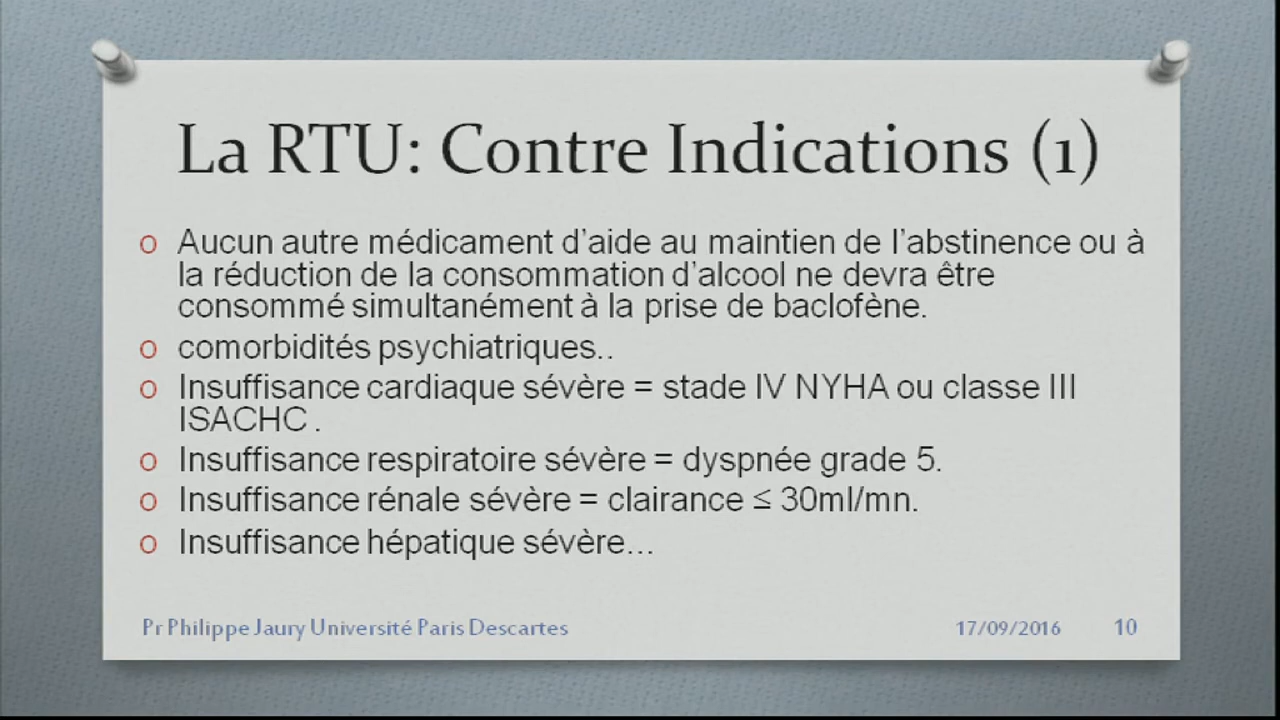 La RTU: Contre Indications (1)
o Aucun autre médicament d'aide au maintien de l'abstinence ou à
la réduction de la consommation d'alcool ne devra être
consommé simultanément à la prise de baclofène.
o comorbidités psychiatriques..
o Insuffisance cardiaque sévère = stade IV NYHA ou classe III
ISACHC .
o Insuffisance respiratoire sévère = dyspnée grade 5.
o Insuffisance rénale sévère = clairance ≤ 30ml/mn.
o Insuffisance hépatique sévère...
Pr Philippe Jaury Université Paris Descartes 17/09/2016 10